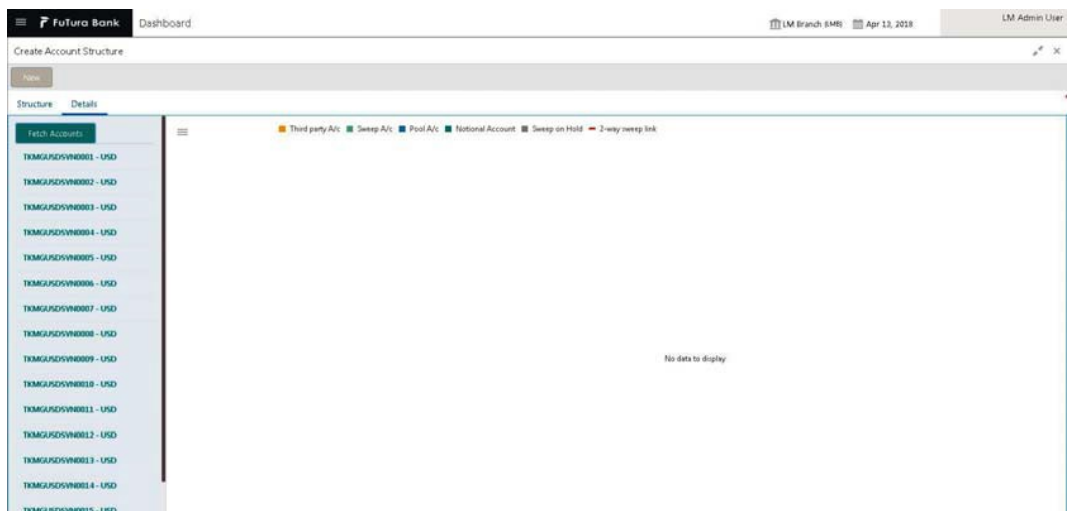 FuTura Bank
Dashboard
LM Branch (LMB)
Apr 13, 2018
LM Admin User
Create Account Structure
New
Structure Details
Fetch Accounts
Third party A/c Sweep A/c Pool A/c Notional Account Sweep on Hold 2-way sweep link
TKMGUSDSVN0001 - USD
TKMGUSDSVN0002 - USD
TKMGUSDSVN0003 - USD
TKMGUSDSVN0004 - USD
TKMGUSDSVN0005 - USD
TKMGUSDSVN0006 - USD
TKMGUSDSVN0007 - USD
TKMGUSDSVN0008 - USD
TKMGUSDSVN0009 - USD
No data to display
TKMGUSDSVN0010 - USD
TKMGUSDSVN0011 - USD
TKMGUSDSVN0012 - USD
TKMGUSDSVN0013 - USD
TKMGUSDSVN0014 - USD
TKMGUSDSVN0015 - USD